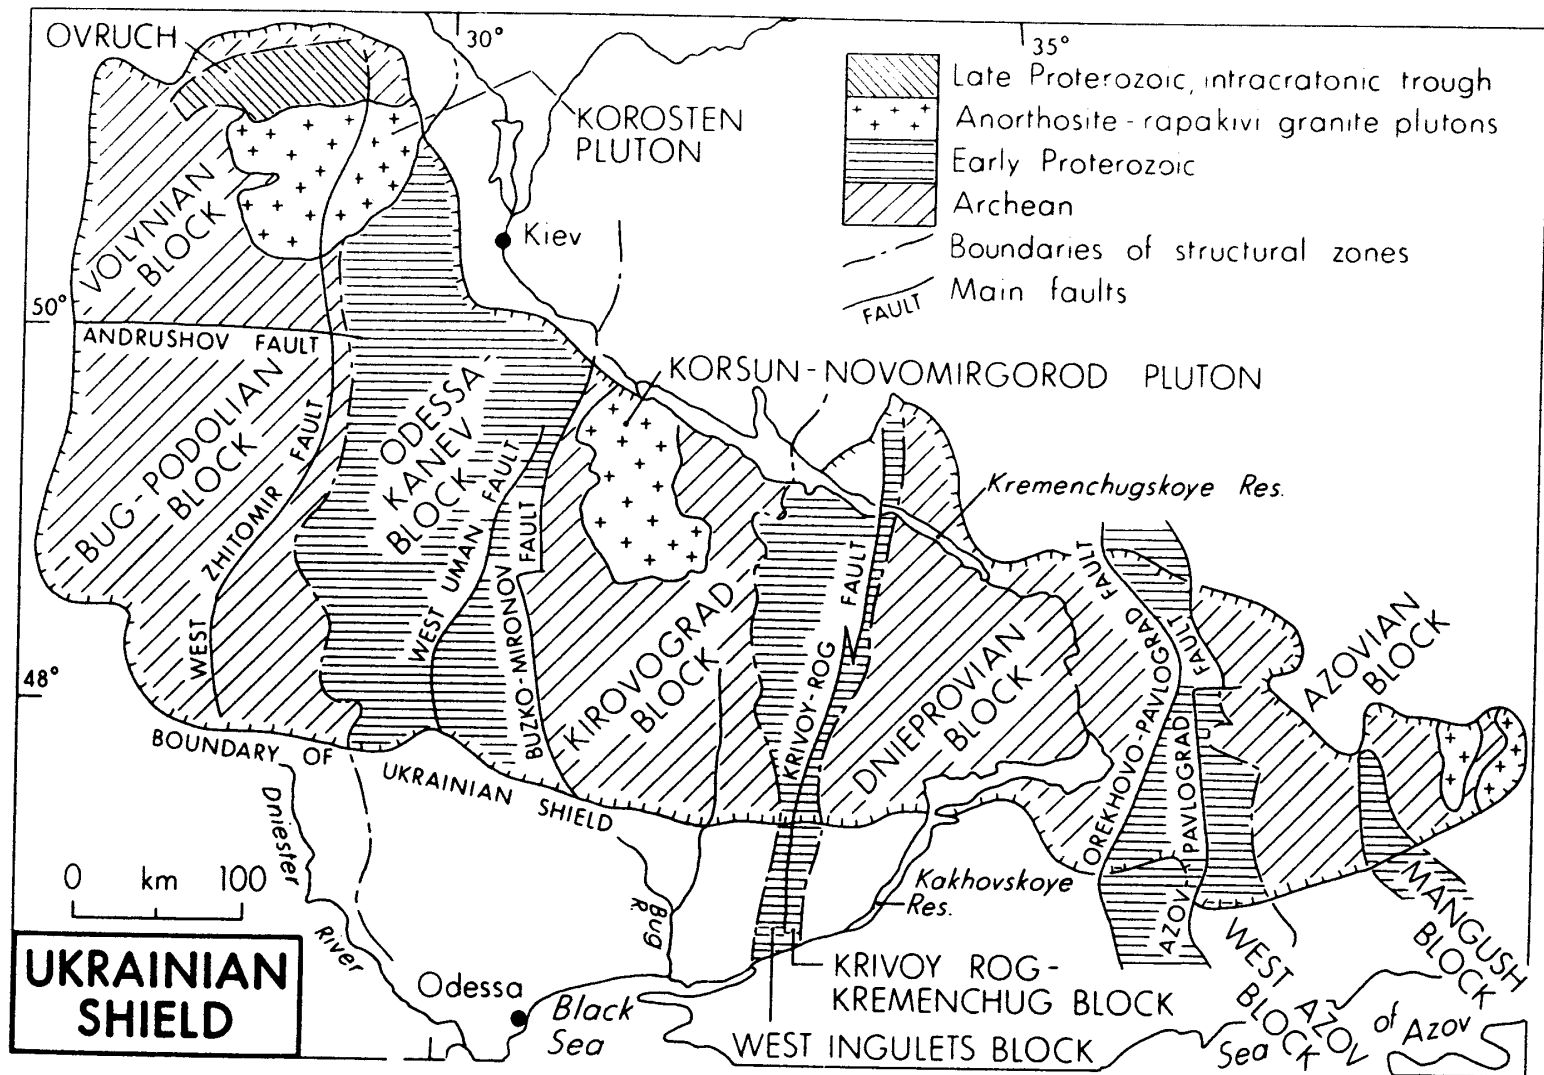 OVRUCH
30°
35°
KOROSTEN
PLUTON
Late Proterozoic, intracratonic trough
Anorthosite - rapakivi granite plutons
Early Proterozoic
Archean
Boundaries of structural zones
FAULT
Main faults
VOLYNIAN
BLOCK
Kiev
50°
ANDRUSHOV FAULT
KORSUN-NOVOMIRGOROD PLUTON
BUG-PODOLIAN
BLOCK
WEST ZHITOMIR FAULT
ODESSA-
KANEV
BLOCK
WEST UMAN FAULT
BUZKO-MIRONOV FAULT
Kremenchugskoye Res.
KIROVOGRAD
BLOCK
KRIVOY-ROG FAULT
DNIEPROVIAN
BLOCK
OREKHOVO-PAVLOGRAD FAULT
AZOV-PAVLOGRAD FAULT
AZOVIAN
BLOCK
48°
BOUNDARY OF UKRAINIAN SHIELD
Dniester River
0 km 100
Bug
R.
Kakhovskoye
Res.
MANGUSH
BLOCK
WEST AZOV
BLOCK
KRIVOY ROG-
KREMENCHUG BLOCK
WEST INGULETS BLOCK
UKRAINIAN
SHIELD
Odessa
Black
Sea
Sea of Azov